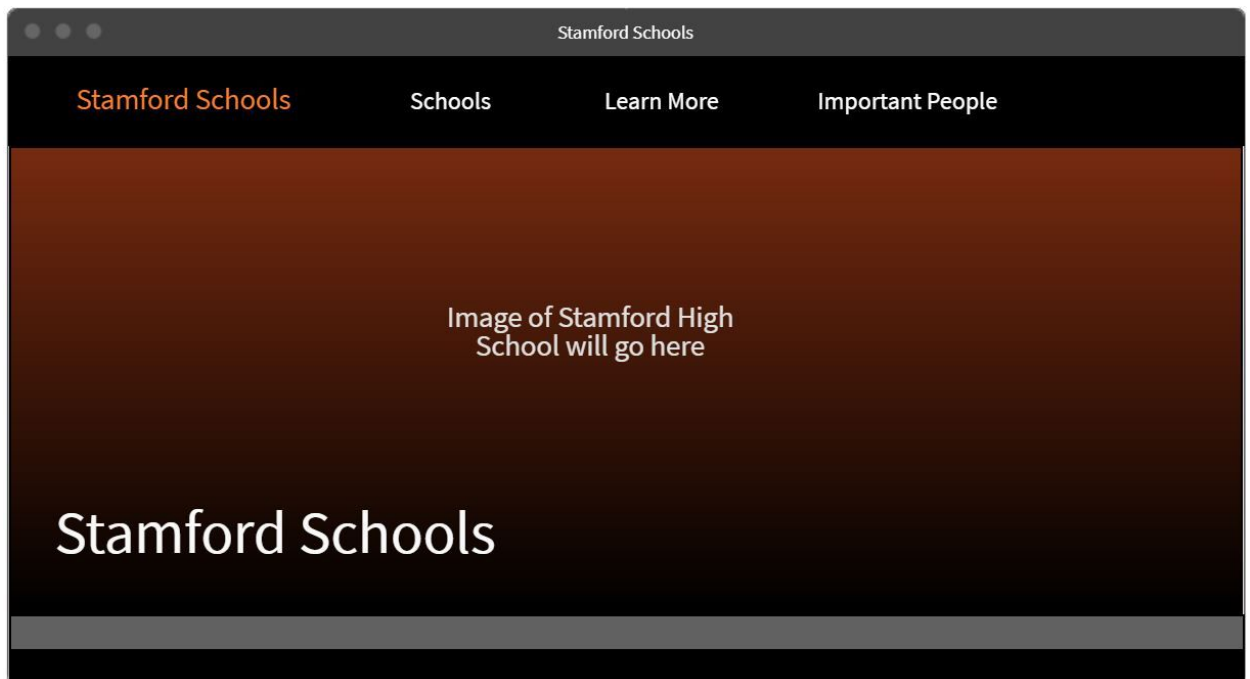 Stamford Schools
Stamford Schools Schools Learn More Important People
Image of Stamford High
School will go here
Stamford Schools